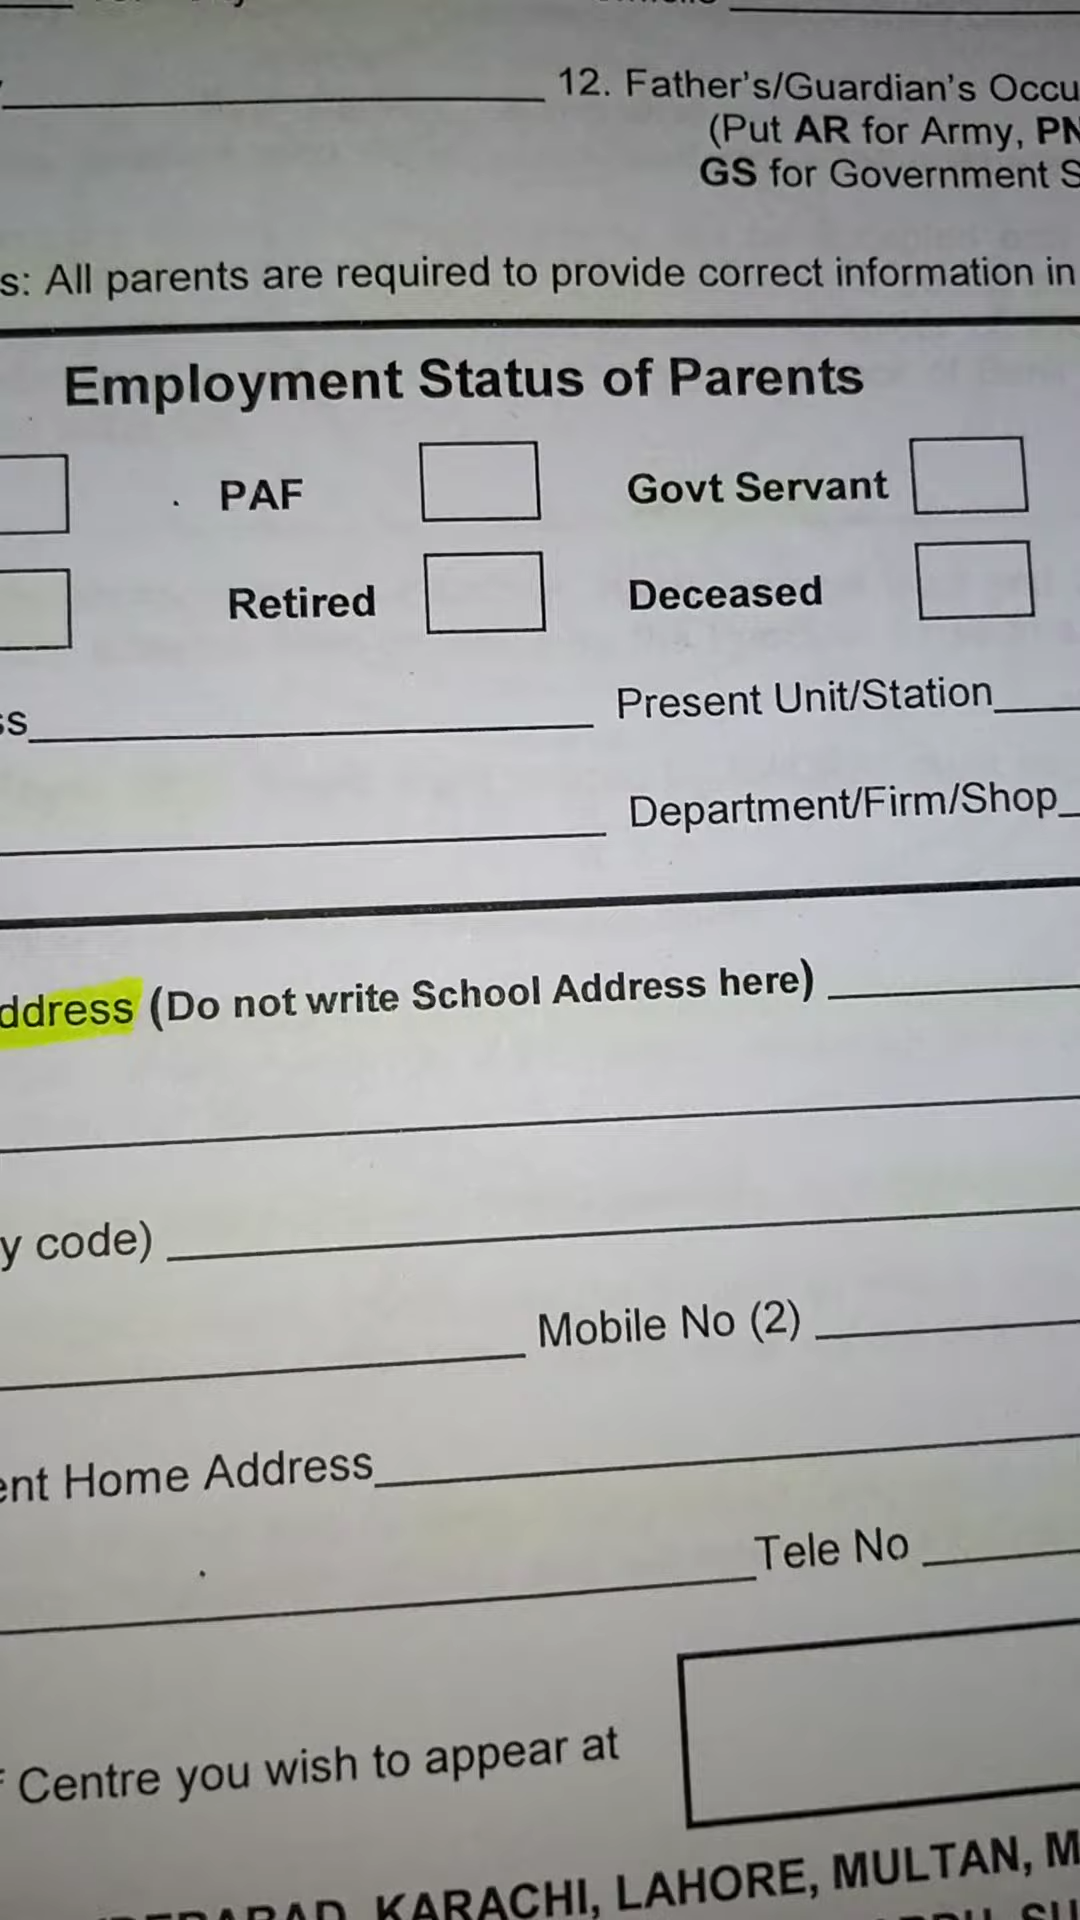 12. Father's/Guardian's Occu
(Put AR for Army, PN
GS for Government S
s: All parents are required to provide correct information in
Employment Status of Parents
PAF Govt Servant
Retired Deceased
ss Present Unit/Station
Department/Firm/Shop
ddress (Do not write School Address here)
y code)
Mobile No (2)
ent Home Address
Tele No
Centre you wish to appear at
KARACHI, LAHORE, MULTAN, M